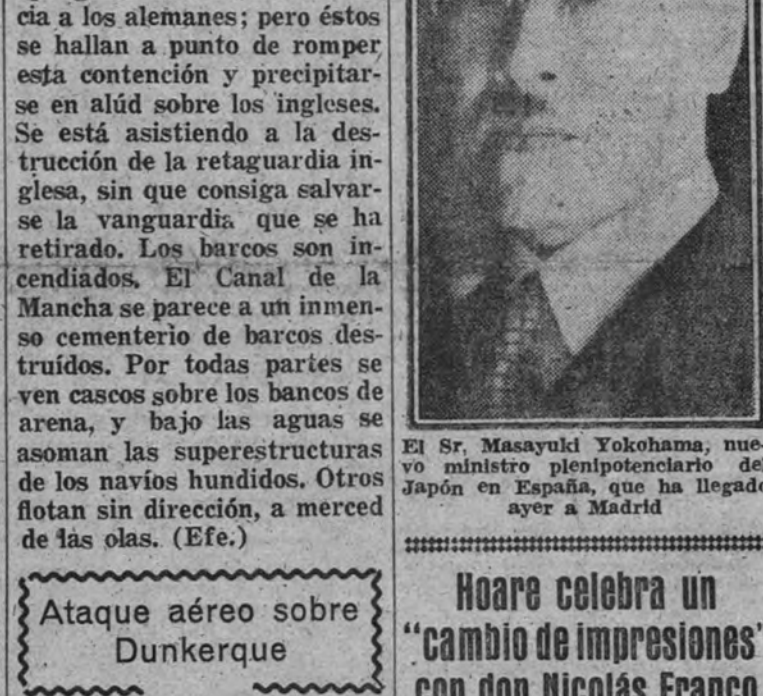 cia a los alemanes; pero éstos
se hallan a punto de romper
esta contención y precipitar-
se en alúd sobre los ingleses.
Se está asistiendo a la des-
trucción de la retaguardia in-
glesa, sin que consiga salvar-
se la vanguardia que se ha
retirado. Los barcos son in-
cendiados. El Canal de la
Mancha se parece a un inmen-
so cementerio de barcos des-
truídos. Por todas partes se
ven cascos sobre los bancos de
arena, y bajo las aguas se
asoman las superestructuras
de los navíos hundidos. Otros
flotan sin dirección, a merced
de las olas. (Efe.)
Ataque aéreo sobre
Dunkerque
El Sr. Masayuki Yokohama, nue-
vo ministro plenipotenciario del
Japón en España, que ha llegado
ayer a Madrid
Hoare celebra un
"cambio de impresiones"
con don Nicolás Franco